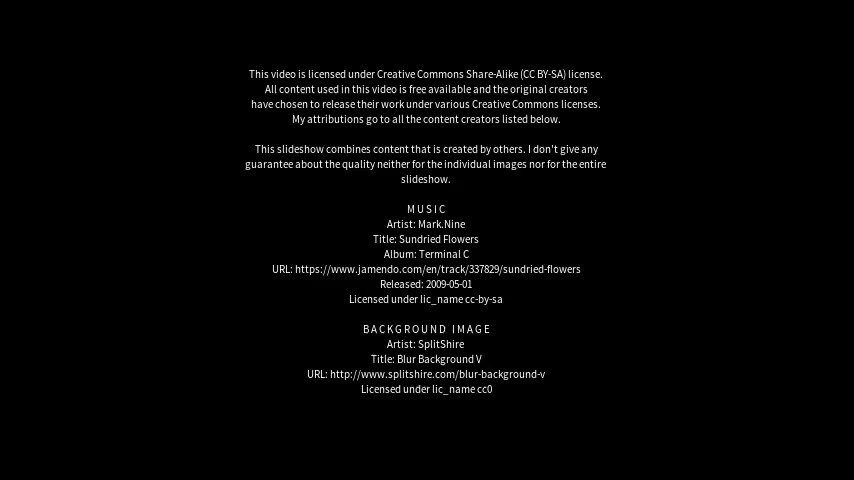 This video is licensed under Creative Commons Share-Alike (CC BY-SA) license.
All content used in this video is free available and the original creators
have chosen to release their work under various Creative Commons licenses.
My attributions go to all the content creators listed below.
This slideshow combines content that is created by others. I don't give any
guarantee about the quality neither for the individual images nor for the entire
slideshow.
MUSIC
Artist: Mark.Nine
Title: Sundried Flowers
Album: Terminal C
URL: https://www.jamendo.com/en/track/337829/sundried-flowers
Released: 2009-05-01
Licensed under lic_name cc-by-sa
BACKGROUND IMAGE
Artist: SplitShire
Title: Blur Background V
URL: http://www.splitshire.com/blur-background-v
Licensed under lic_name cc0